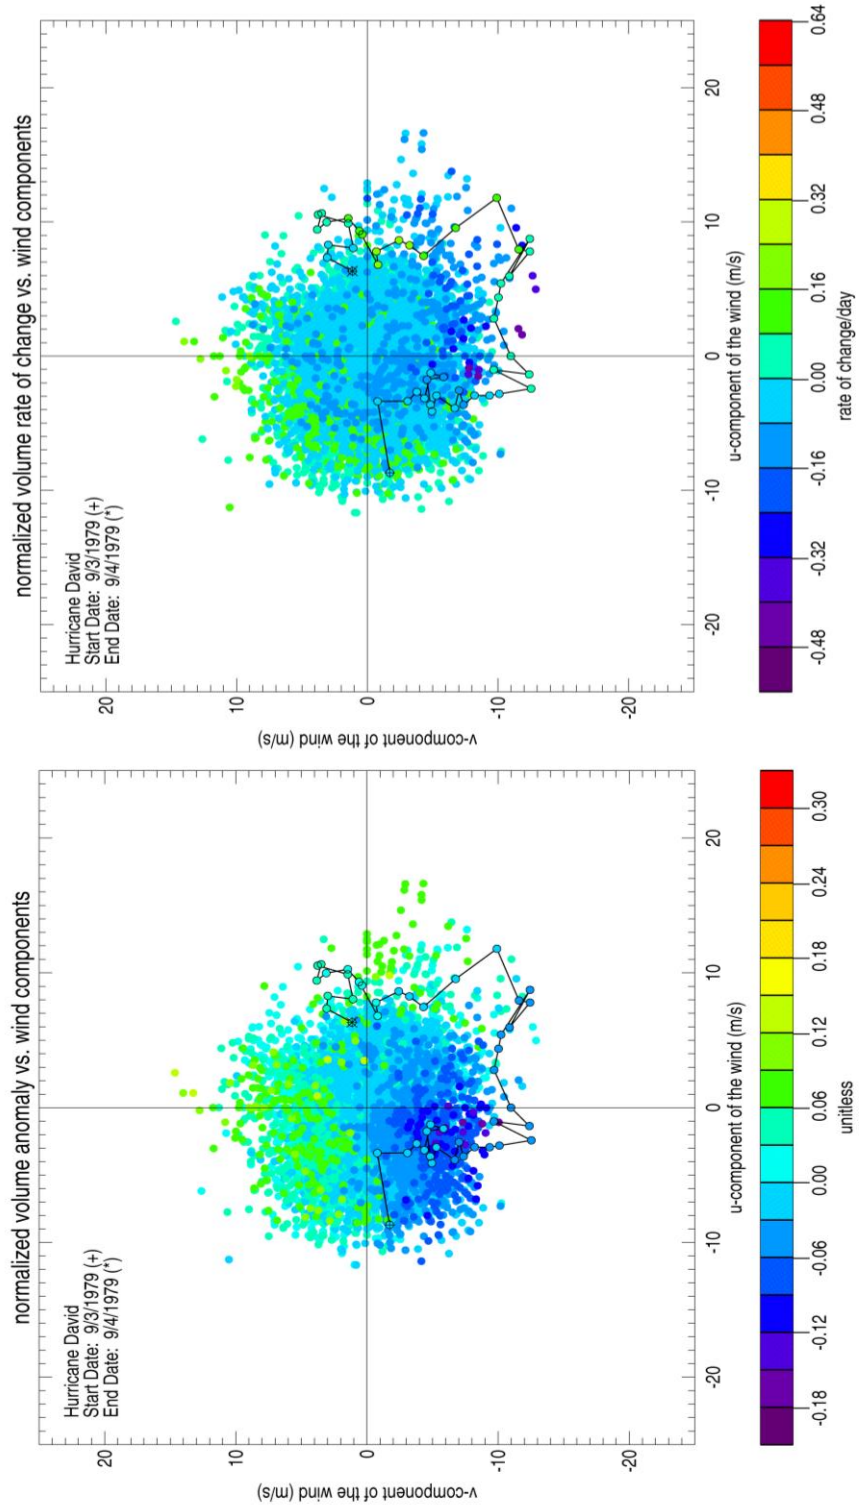 normalized volume anomaly vs. wind components
Hurricane David
Start Date: 9/3/1979 (+)
End Date: 9/4/1979 (*)
v-component of the wind (m/s)
20
10
0
-10
-20
-20
-10
0
10
20
u-component of the wind (m/s)
-0.18
-0.12
-0.06
0.00
0.06
0.12
0.18
0.24
0.30
unitless
normalized volume rate of change vs. wind components
Hurricane David
Start Date: 9/3/1979 (+)
End Date: 9/4/1979 (*)
v-component of the wind (m/s)
20
10
0
-10
-20
-20
-10
0
10
20
u-component of the wind (m/s)
-0.48
-0.32
-0.16
0.00
0.16
0.32
0.48
0.64
rate of change/day